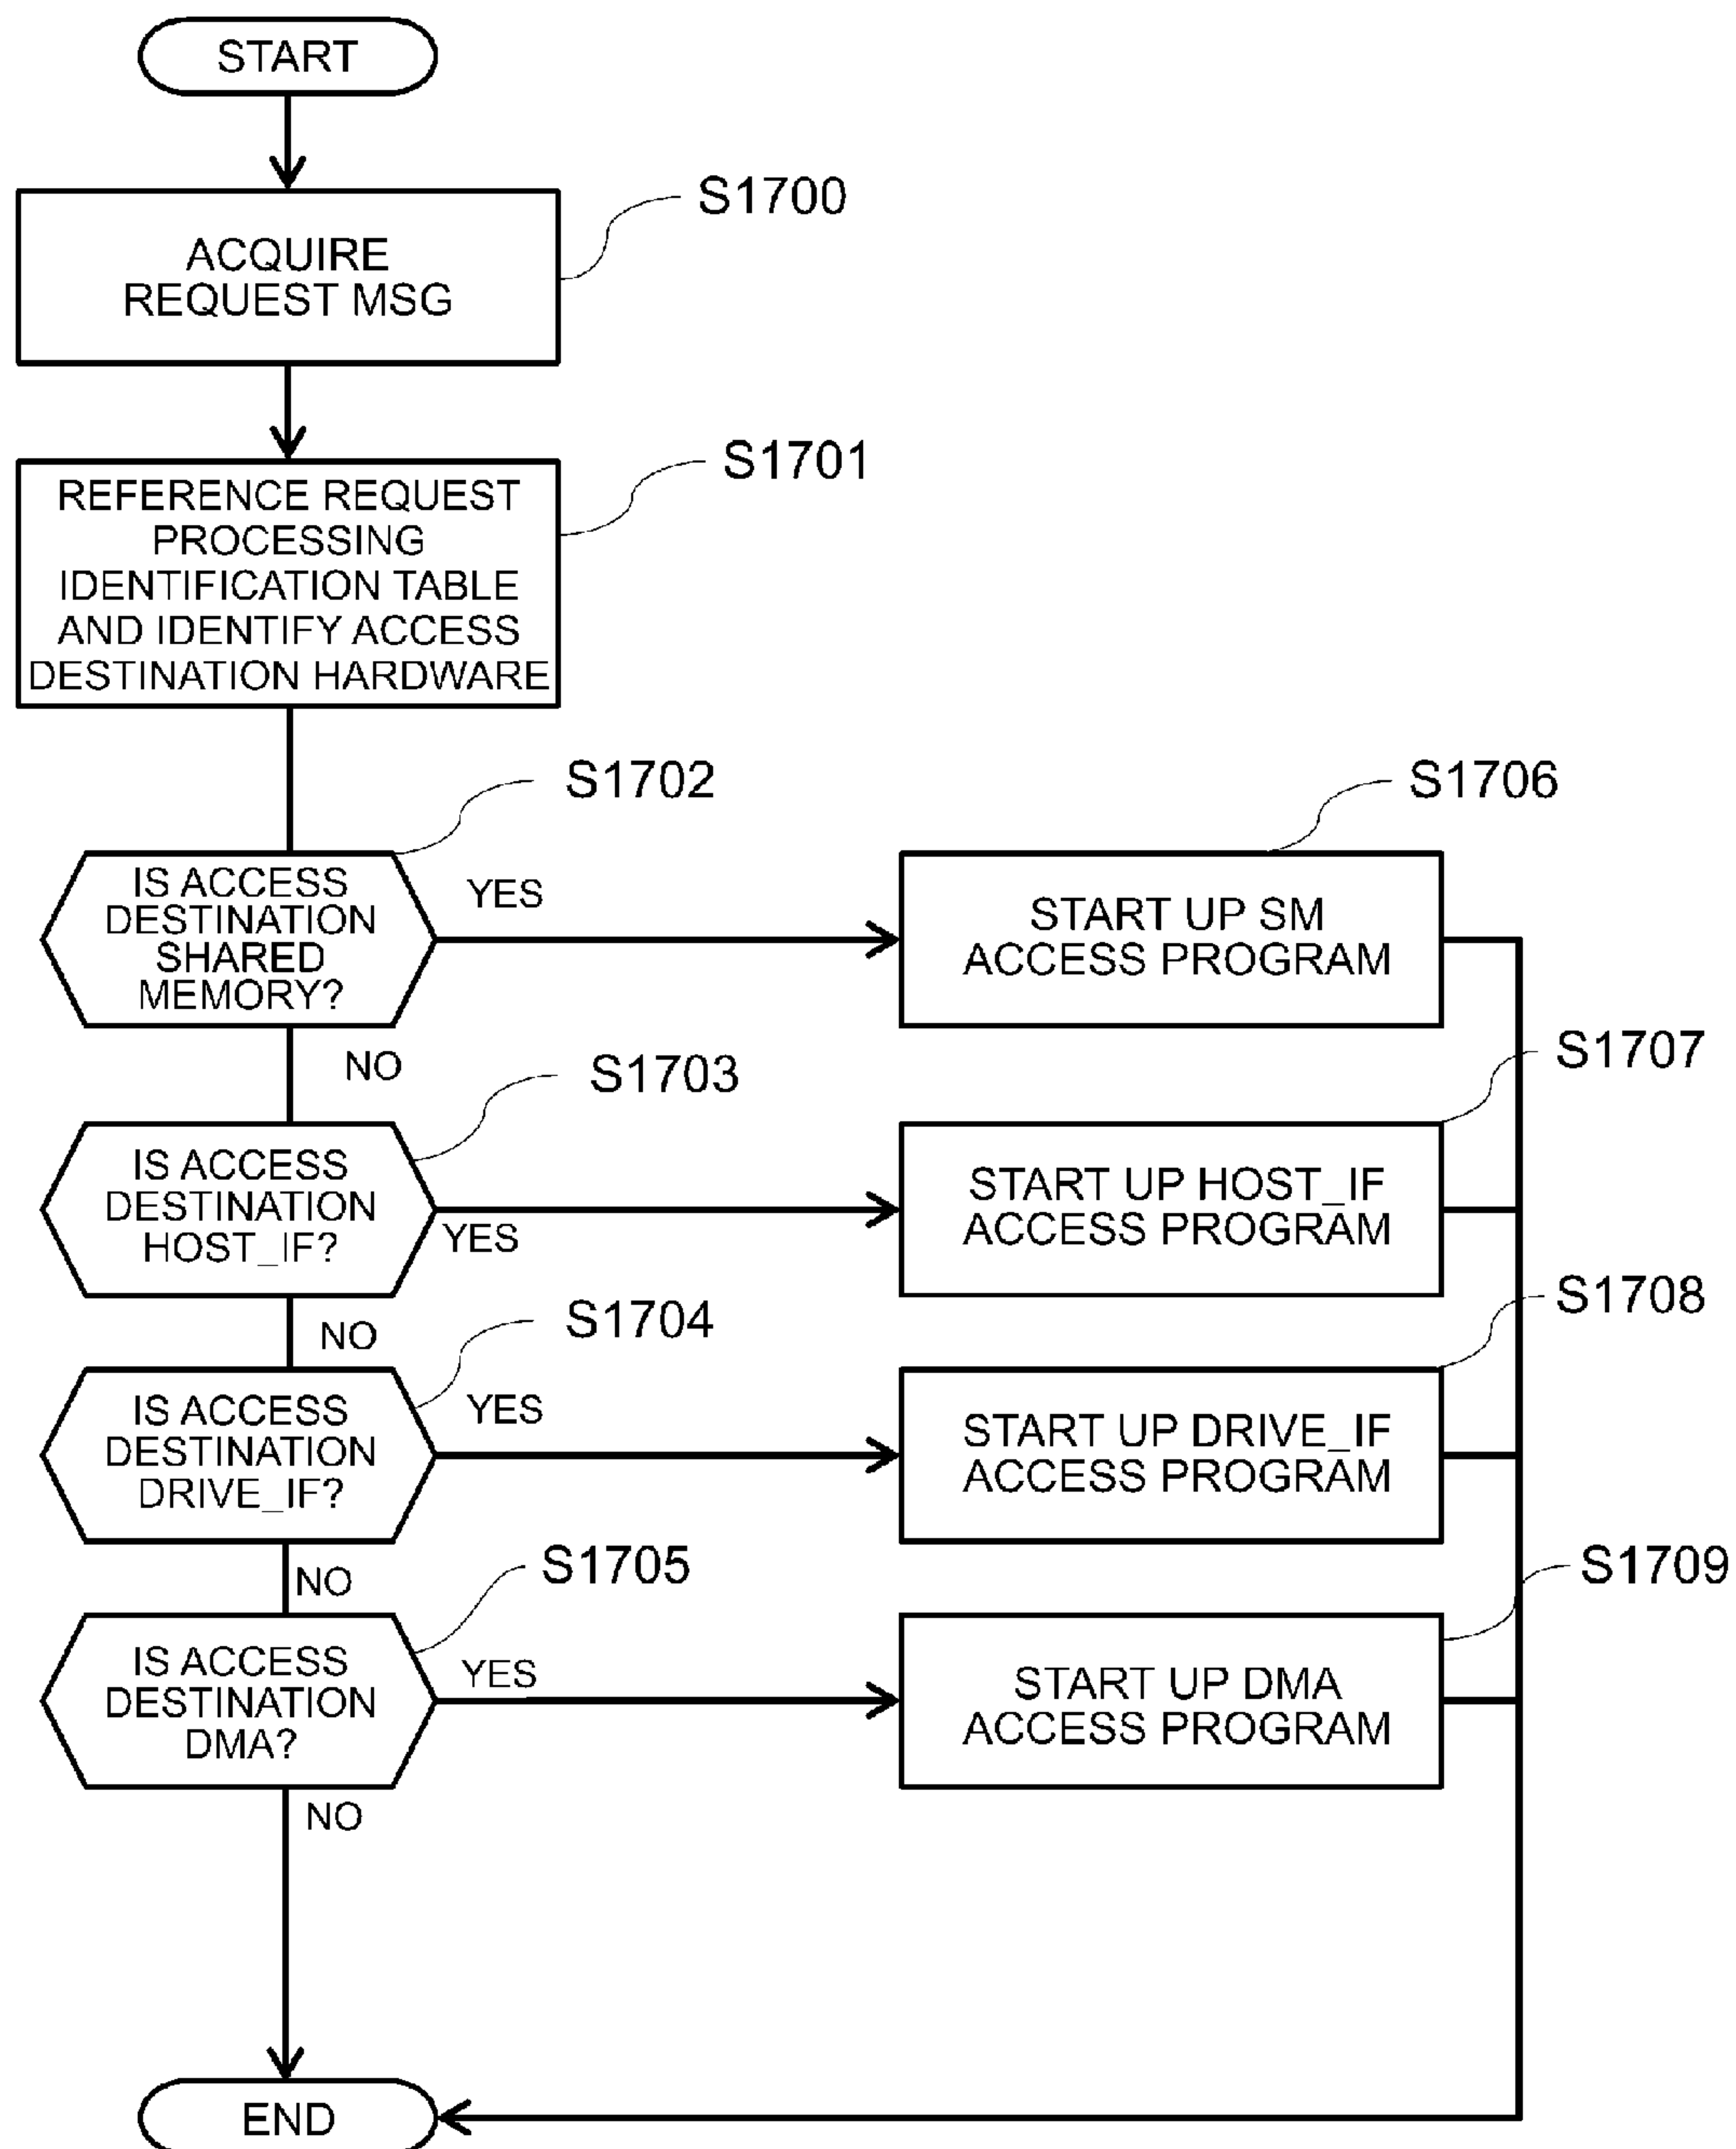 START
S1700
ACQUIRE
REQUEST MSG
S1701
REFERENCE REQUEST
PROCESSING
IDENTIFICATION TABLE
AND IDENTIFY ACCESS
DESTINATION HARDWARE
S1702
IS ACCESS
DESTINATION
SHARED
MEMORY?
YES
NO
S1706
START UP SM
ACCESS PROGRAM
S1703
IS ACCESS
DESTINATION
HOST_IF?
YES
NO
S1707
START UP HOST_IF
ACCESS PROGRAM
S1704
IS ACCESS
DESTINATION
DRIVE_IF?
YES
NO
S1708
START UP DRIVE_IF
ACCESS PROGRAM
S1705
IS ACCESS
DESTINATION
DMA?
YES
NO
S1709
START UP DMA
ACCESS PROGRAM
END